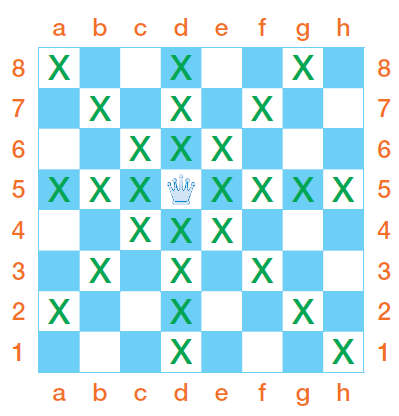 a b c d e f g h
8 X X X 8
7 X X X 7
6 X X X 6
5 X X X X X X X 5
4 X X X 4
3 X X X 3
2 X X X 2
1 X X 1
a b c d e f g h